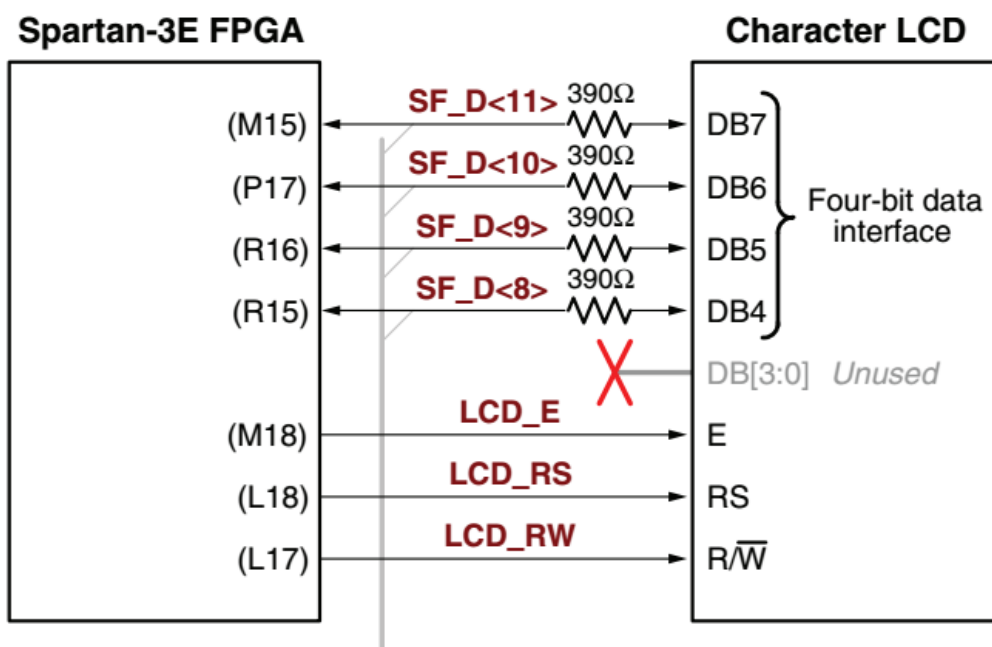 Spartan-3E FPGA
Character LCD
(M15) SF_D<11> 390Ω DB7
(P17) SF_D<10> 390Ω DB6
(R16) SF_D<9> 390Ω DB5
(R15) SF_D<8> 390Ω DB4
Four-bit data
interface
DB[3:0] Unused
(M18) LCD_E E
(L18) LCD_RS RS
(L17) LCD_RW R/W̅